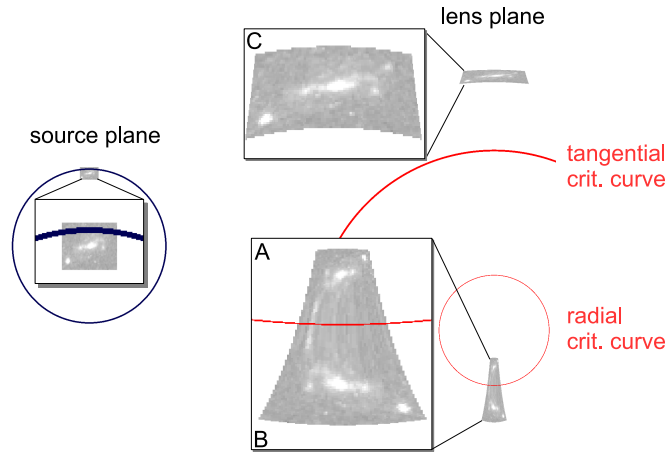 lens plane
C
source plane
tangential
crit. curve
A
radial
crit. curve
B